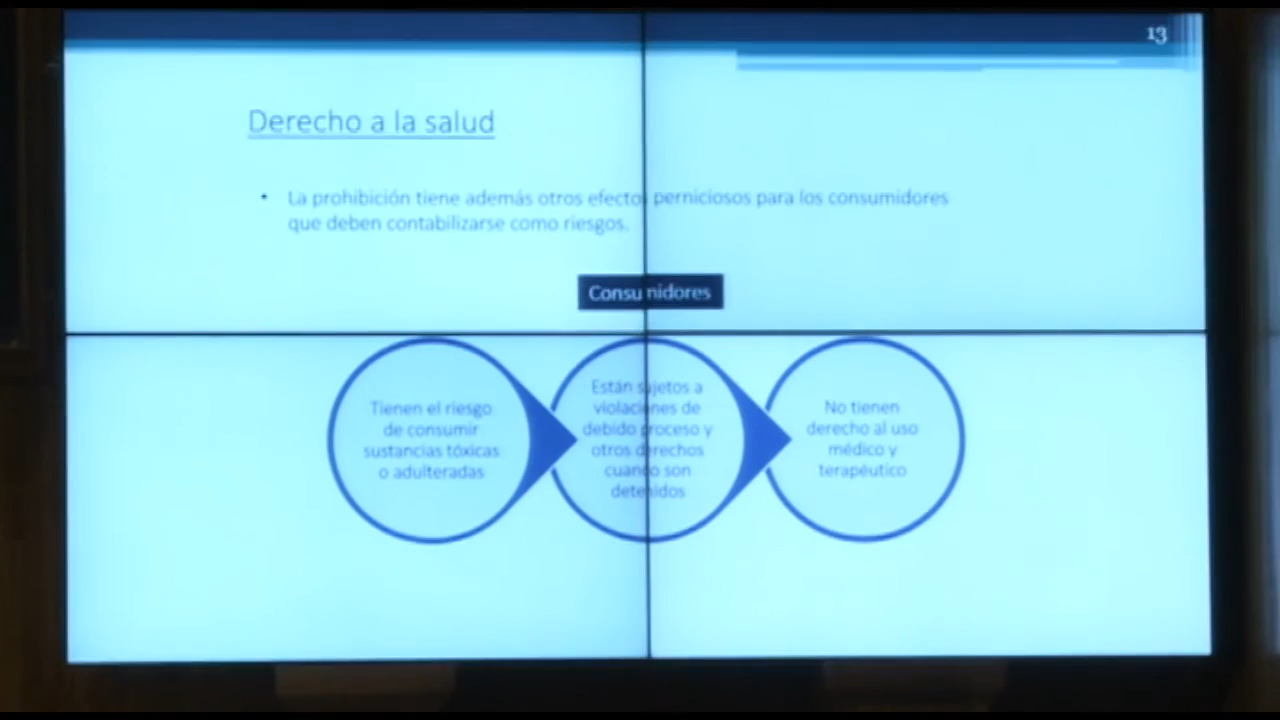 13
Derecho a la salud
• La prohibición tiene además otros efectos perniciosos para los consumidores
que deben contabilizarse como riesgos.
Consumidores
Tienen el riesgo
de consumir
sustancias tóxicas
o adulteradas
Están sujetos a
violaciones de
debido proceso y
otros derechos
cuando son
detenidos
No tienen
derecho al uso
médico y
terapéutico